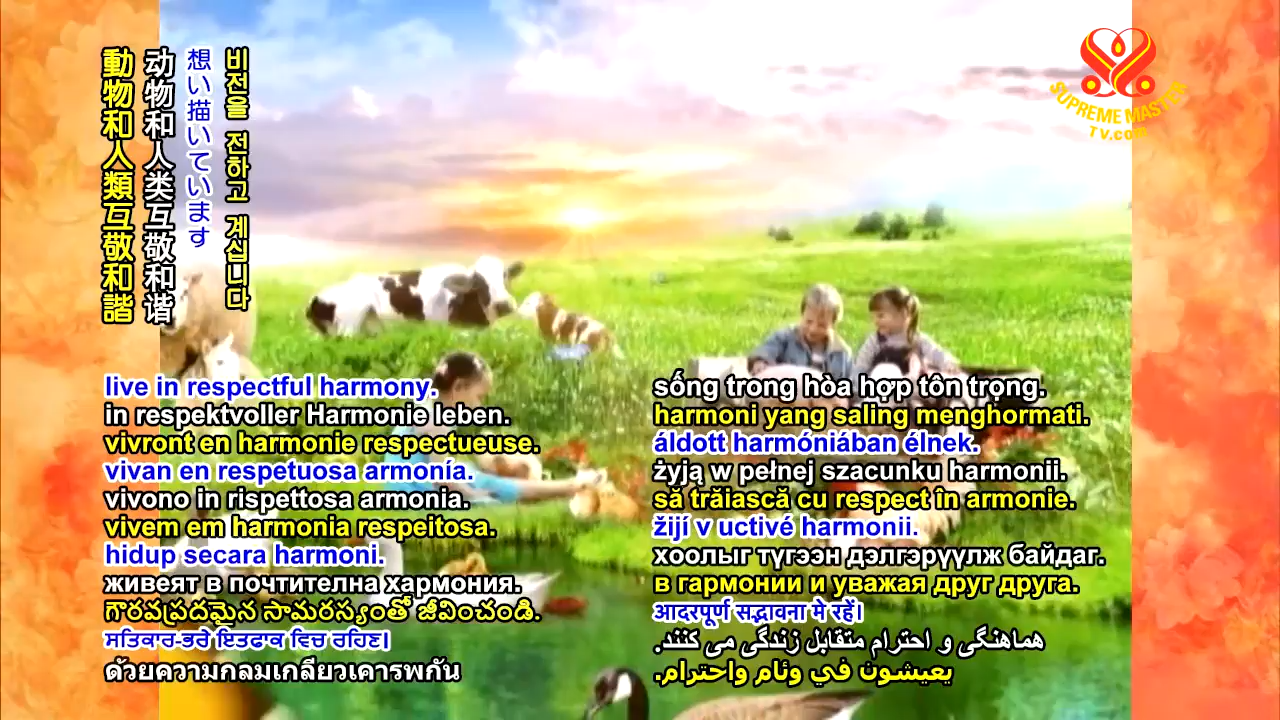 動物和人類互敬和諧
动物和人类互敬和谐
想い描いています
비전을 전하고 계십니다
SUPREME MASTER
TV.com
live in respectful harmony.
in respektvoller Harmonie leben.
vivront en harmonie respectueuse.
vivan en respetuosa armonía.
vivono in rispettosa armonia.
vivem em harmonia respeitosa.
hidup secara harmoni.
живеят в почтителна хармония.
గౌరవప్రదమైన సామరస్యంతో జీవించండి.
ਸਤਿਕਾਰ-ਭਰੇ ਇਤਫਾਕ ਵਿਚ ਰਹਿਣ।
ด้วยความกลมเกลียวเคารพกัน
sống trong hòa hợp tôn trọng.
harmoni yang saling menghormati.
áldott harmóniában élnek.
żyją w pełnej szacunku harmonii.
să trăiască cu respect în armonie.
žijí v uctivé harmonii.
хоолыг түгээн дэлгэрүүлж байдаг.
в гармонии и уважая друг друга.
आदरपूर्ण सद्भावना मे रहें।
هماهنگی و احترام متقابل زندگی می کنند.
يعيشون في وئام واحترام.